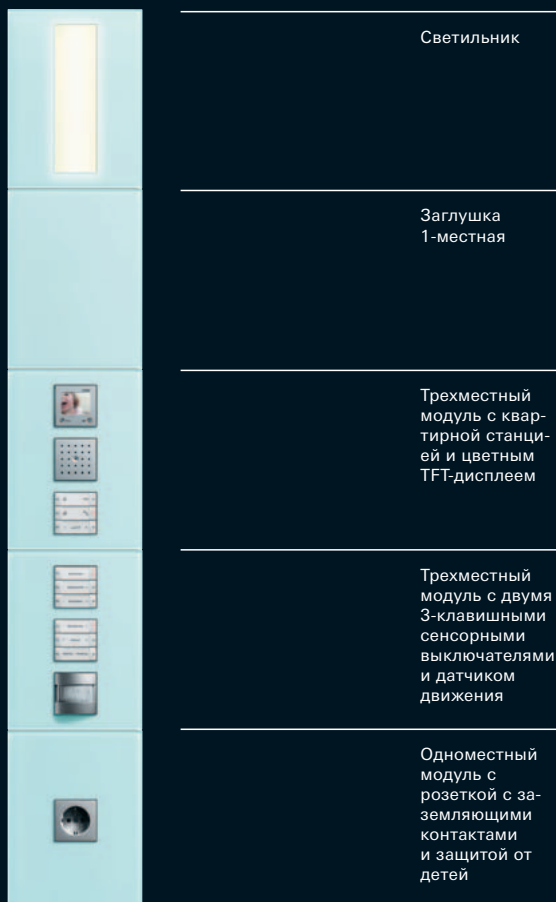 Светильник
Заглушка
1-местная
Трехместный
модуль с квар-
тирной станци-
ей и цветным
TFT-дисплеем
Трехместный
модуль с двумя
3-клавишными
сенсорными
выключателями
и датчиком
движения
Одноместный
модуль с
розеткой с за-
земляющими
контактами
и защитой от
детей